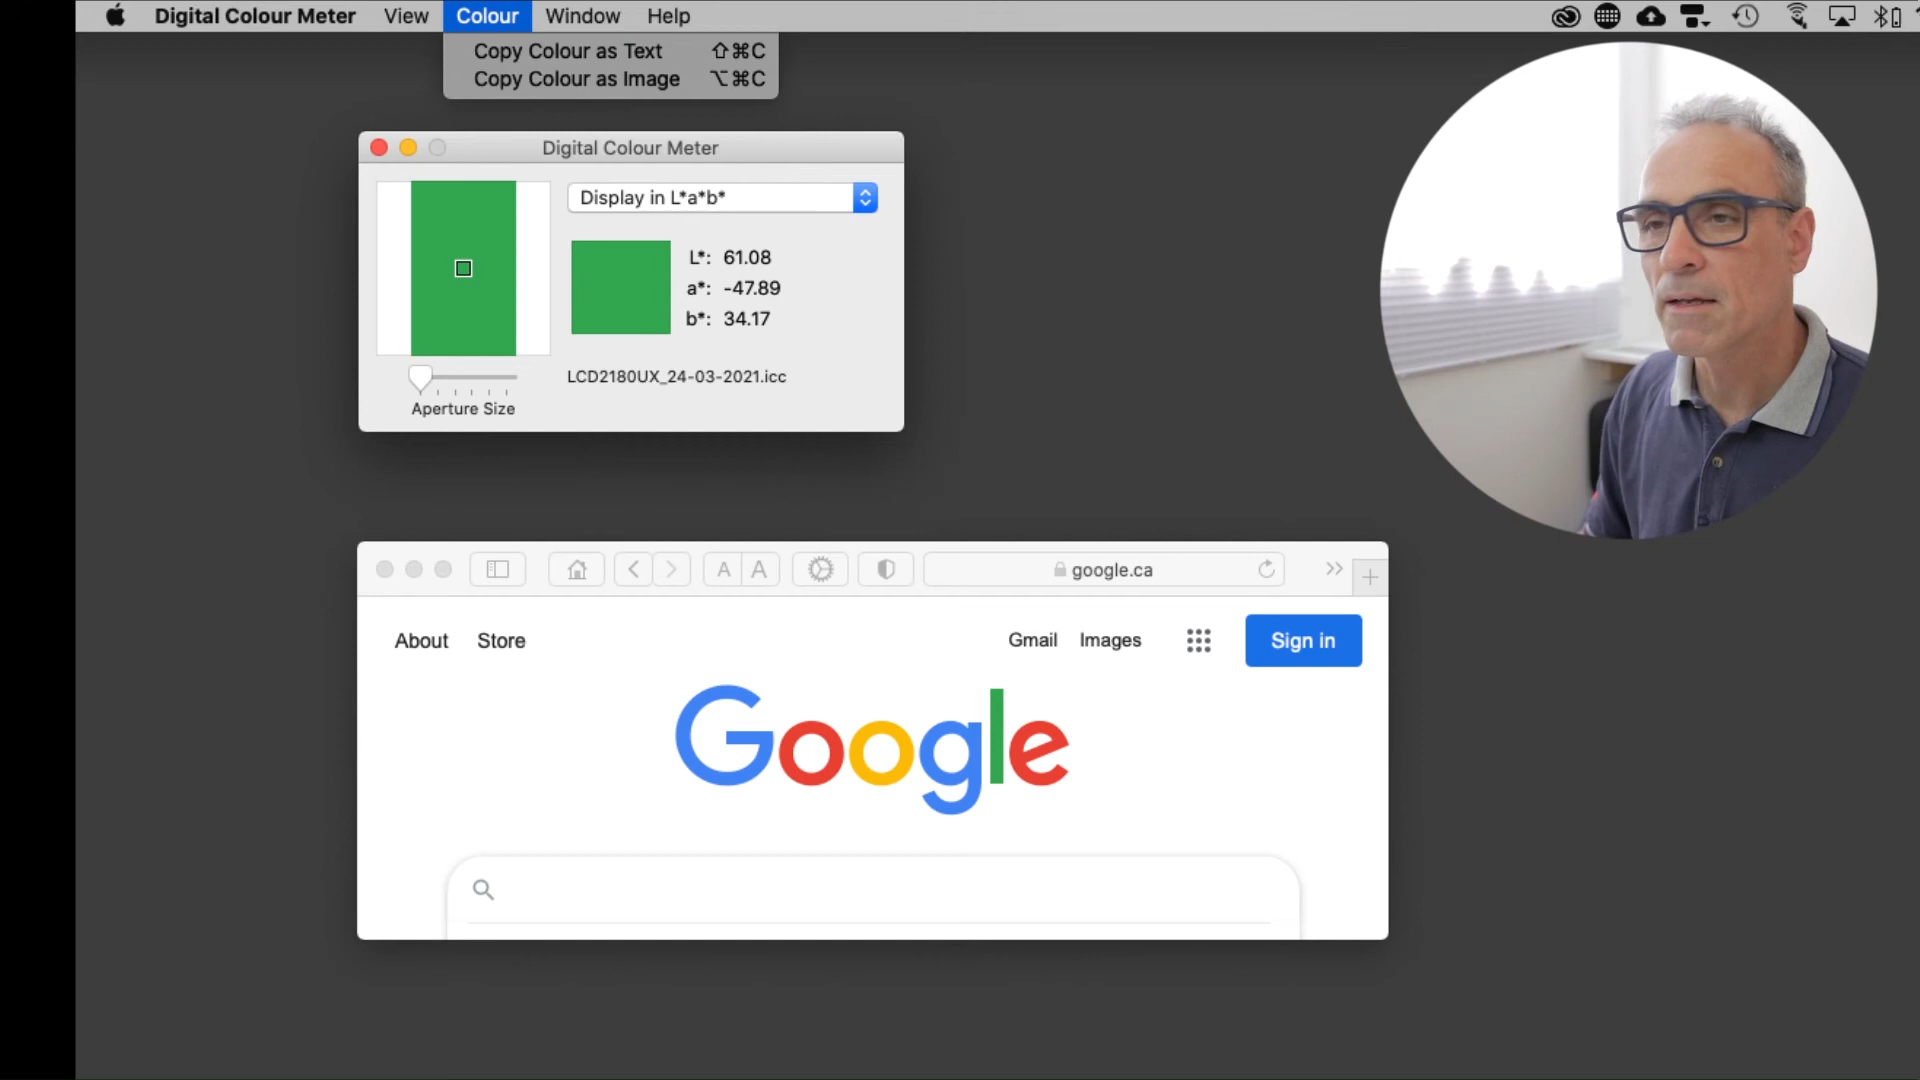 Digital Colour Meter View Colour Window Help
Copy Colour as Text ⇧⌘C
Copy Colour as Image ⌥⌘C
Digital Colour Meter
Display in L*a*b*
L*: 61.08
a*: -47.89
b*: 34.17
LCD2180UX_24-03-2021.icc
Aperture Size
A A
google.ca
About Store Gmail Images Sign in
Google